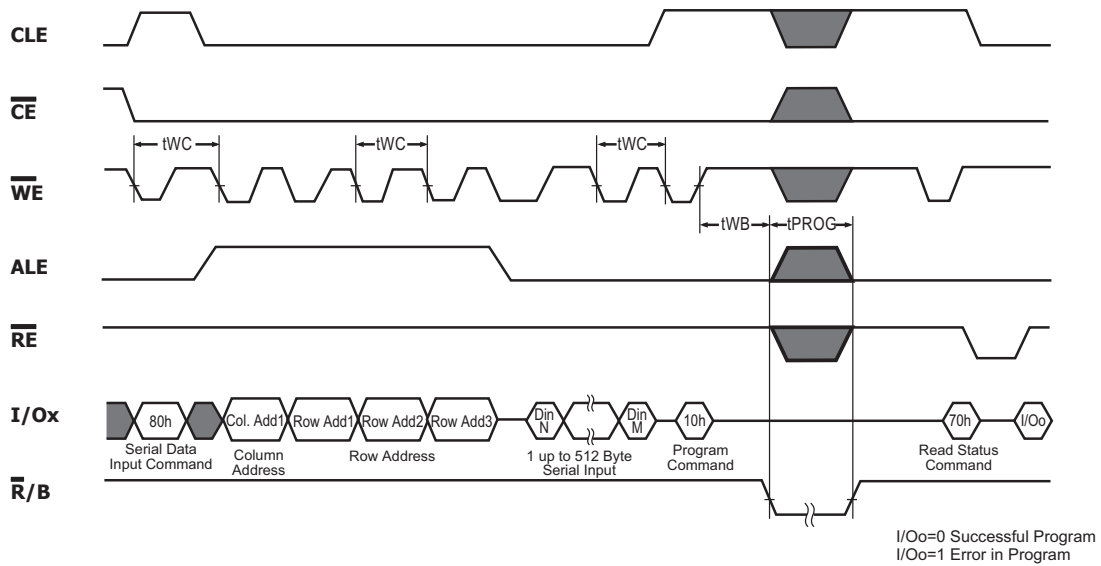 CLE
CE
tWC
tWC
tWC
WE
tWB
tPROG
ALE
RE
I/Ox
80h
Col. Add1
Row Add1
Row Add2
Row Add3
Din
N
Din
M
10h
70h
I/Oo
Serial Data
Input Command
Column
Address
Row Address
1 up to 512 Byte
Serial Input
Program
Command
Read Status
Command
R/B
I/Oo=0 Successful Program
I/Oo=1 Error in Program